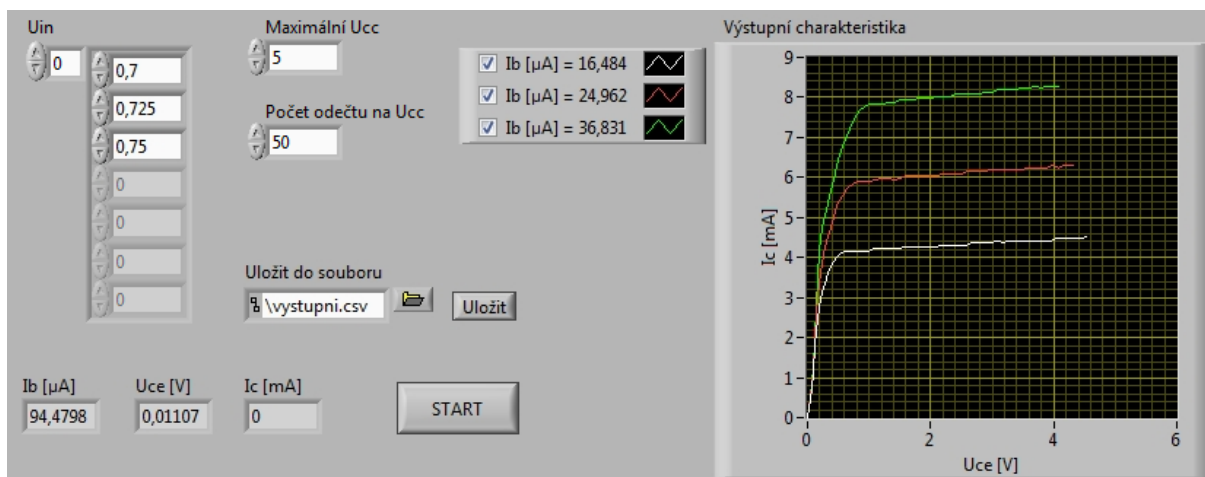 Uin
0
0,7
0,725
0,75
0
0
0
0
Maximální Ucc
5
Počet odečtu na Ucc
50
Ib [µA] = 16,484
Ib [µA] = 24,962
Ib [µA] = 36,831
Uložit do souboru
\vystupni.csv
Uložit
Ib [µA]
94,4798
Uce [V]
0,01107
Ic [mA]
0
START
Výstupní charakteristika
Ic [mA]
9
8
7
6
5
4
3
2
1
0
0 2 4 6
Uce [V]